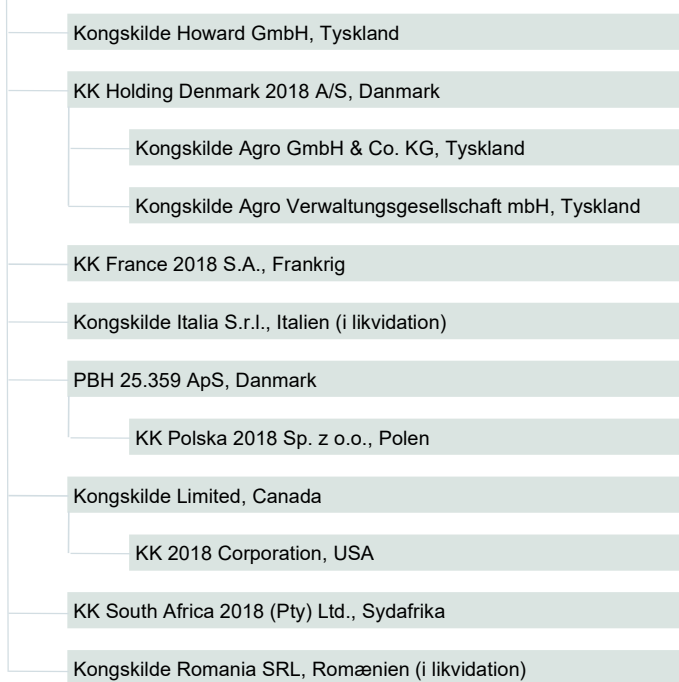 Kongskilde Howard GmbH, Tyskland
KK Holding Denmark 2018 A/S, Danmark
Kongskilde Agro GmbH & Co. KG, Tyskland
Kongskilde Agro Verwaltungsgesellschaft mbH, Tyskland
KK France 2018 S.A., Frankrig
Kongskilde Italia S.r.l., Italien (i likvidation)
PBH 25.359 ApS, Danmark
KK Polska 2018 Sp. z o.o., Polen
Kongskilde Limited, Canada
KK 2018 Corporation, USA
KK South Africa 2018 (Pty) Ltd., Sydafrika
Kongskilde Romania SRL, Romænien (i likvidation)